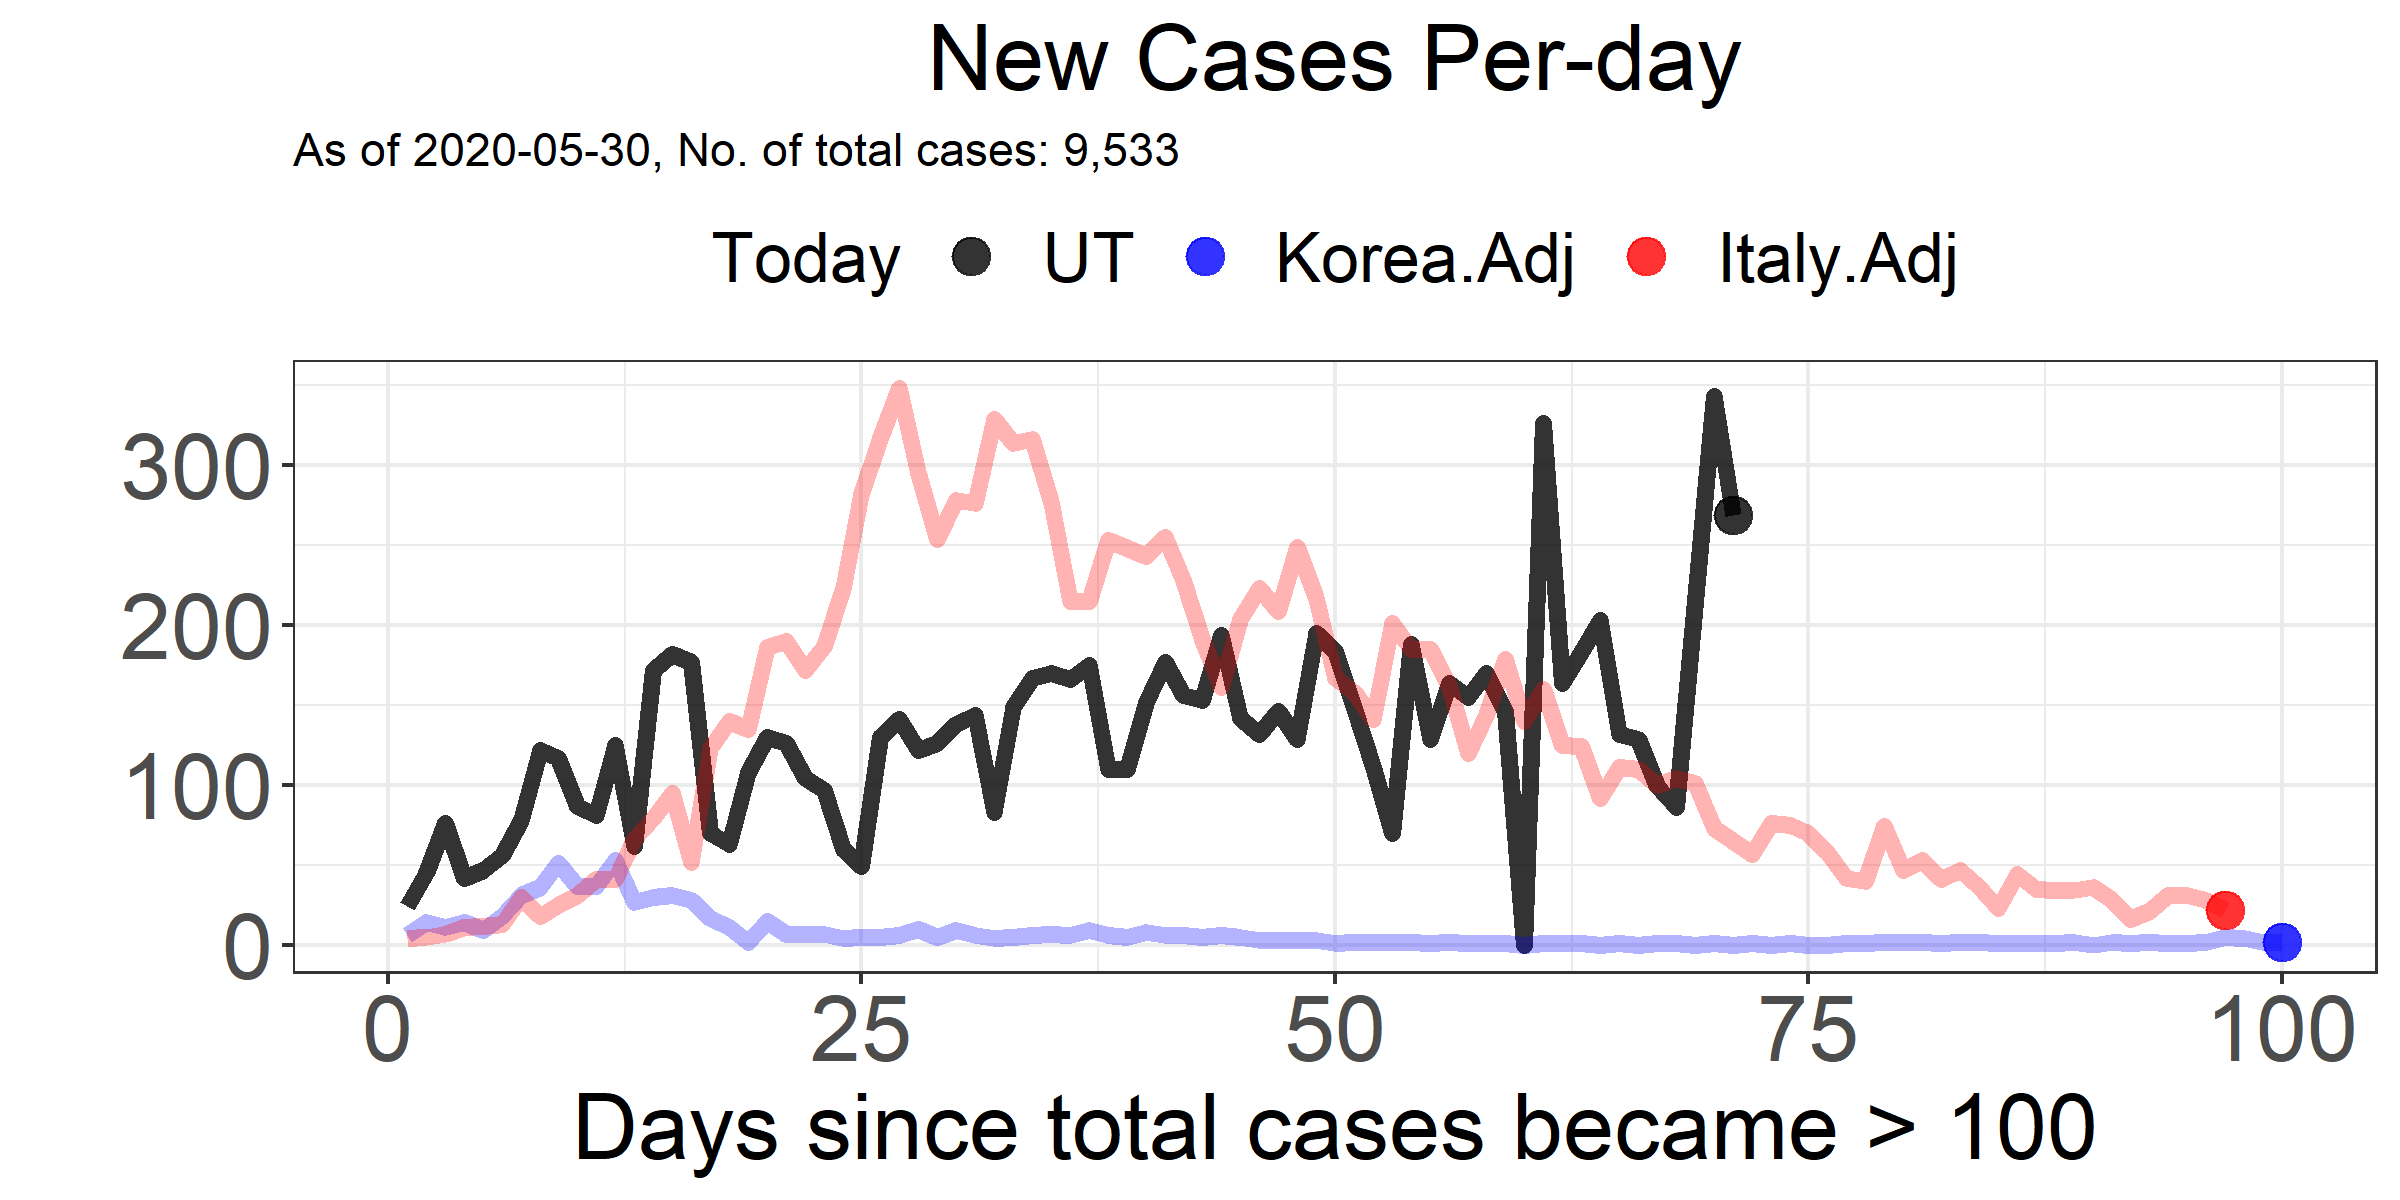 New Cases Per-day
As of 2020-05-30, No. of total cases: 9,533
Today UT Korea.Adj Italy.Adj
300
200
100
0
0 25 50 75 100
Days since total cases became > 100